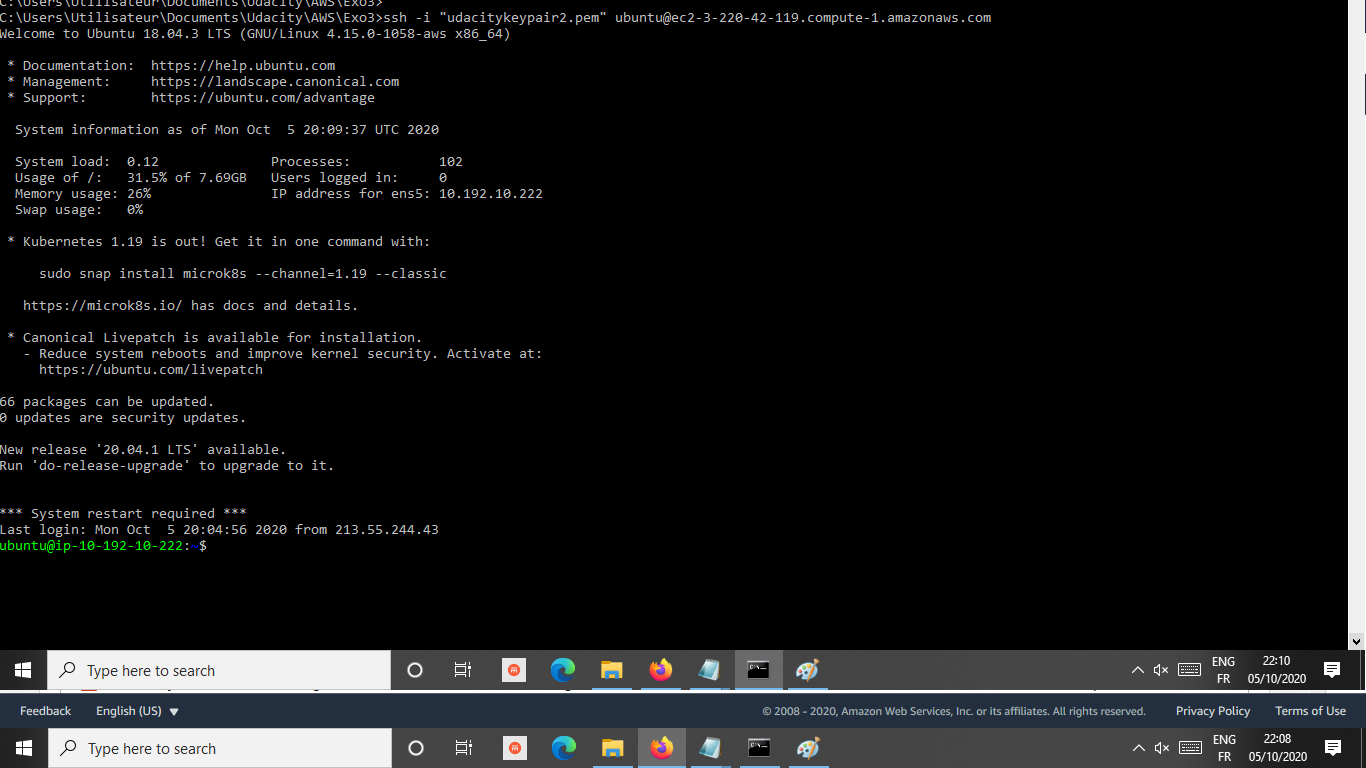 C:\Users\Utilisateur\Documents\Udacity\AWS\Exo3>
C:\Users\Utilisateur\Documents\Udacity\AWS\Exo3>ssh -i "udacitykeypair2.pem" ubuntu@ec2-3-220-42-119.compute-1.amazonaws.com
Welcome to Ubuntu 18.04.3 LTS (GNU/Linux 4.15.0-1058-aws x86_64)
* Documentation:  https://help.ubuntu.com
* Management:     https://landscape.canonical.com
* Support:        https://ubuntu.com/advantage
System information as of Mon Oct  5 20:09:37 UTC 2020
System load:  0.12              Processes:           102
Usage of /:   31.5% of 7.69GB   Users logged in:     0
Memory usage: 26%               IP address for ens5: 10.192.10.222
Swap usage:   0%
* Kubernetes 1.19 is out! Get it in one command with:
sudo snap install microk8s --channel=1.19 --classic
https://microk8s.io/ has docs and details.
* Canonical Livepatch is available for installation.
- Reduce system reboots and improve kernel security. Activate at:
https://ubuntu.com/livepatch
66 packages can be updated.
0 updates are security updates.
New release '20.04.1 LTS' available.
Run 'do-release-upgrade' to upgrade to it.
*** System restart required ***
Last login: Mon Oct  5 20:04:56 2020 from 213.55.244.43
ubuntu@ip-10-192-10-222:~$
Type here to search
ENG
FR
22:10
05/10/2020
Feedback English (US) © 2008 - 2020, Amazon Web Services, Inc. or its affiliates. All rights reserved. Privacy Policy Terms of Use
Type here to search
ENG
FR
22:08
05/10/2020